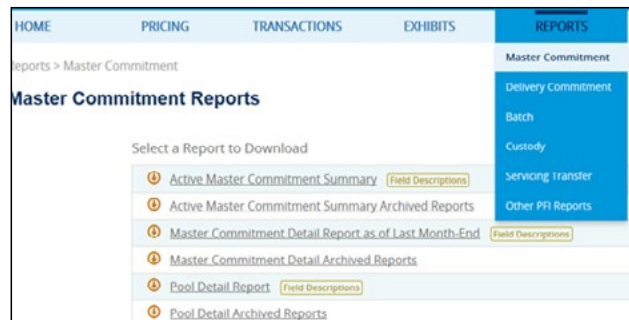 HOME PRICING TRANSACTIONS EXHIBITS REPORTS
Reports > Master Commitment
Master Commitment Reports
Master Commitment
Delivery Commitment
Batch
Custody
Servicing Transfer
Other PFI Reports
Select a Report to Download
Active Master Commitment Summary Field Descriptions
Active Master Commitment Summary Archived Reports
Master Commitment Detail Report as of Last Month-End Field Descriptions
Master Commitment Detail Archived Reports
Pool Detail Report Field Descriptions
Pool Detail Archived Reports